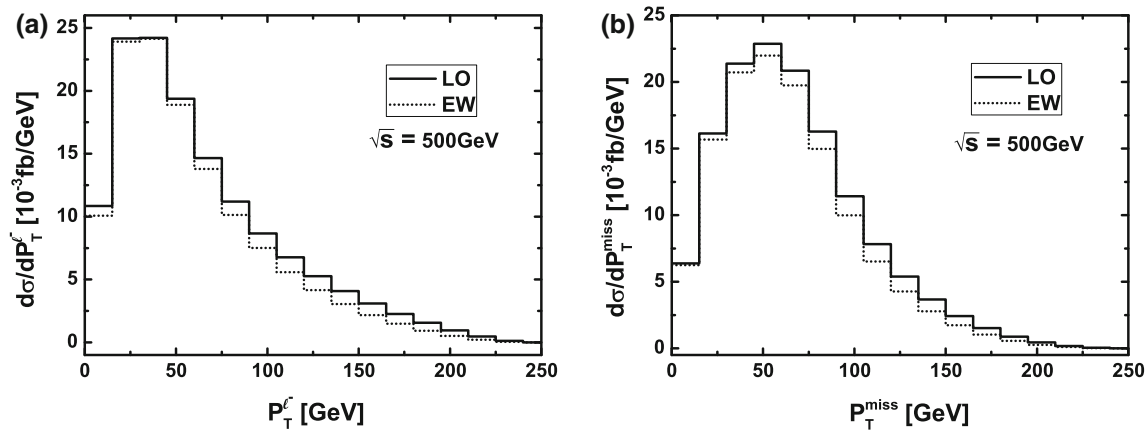 (a)
dσ/dP_T^ℓ⁻ [10⁻³fb/GeV]
25
20
15
10
5
0
LO
EW
√s = 500GeV
0 50 100 150 200 250
P_T^ℓ⁻ [GeV]
(b)
dσ/dP_T^miss [10⁻³fb/GeV]
25
20
15
10
5
0
LO
EW
√s = 500GeV
0 50 100 150 200 250
P_T^miss [GeV]